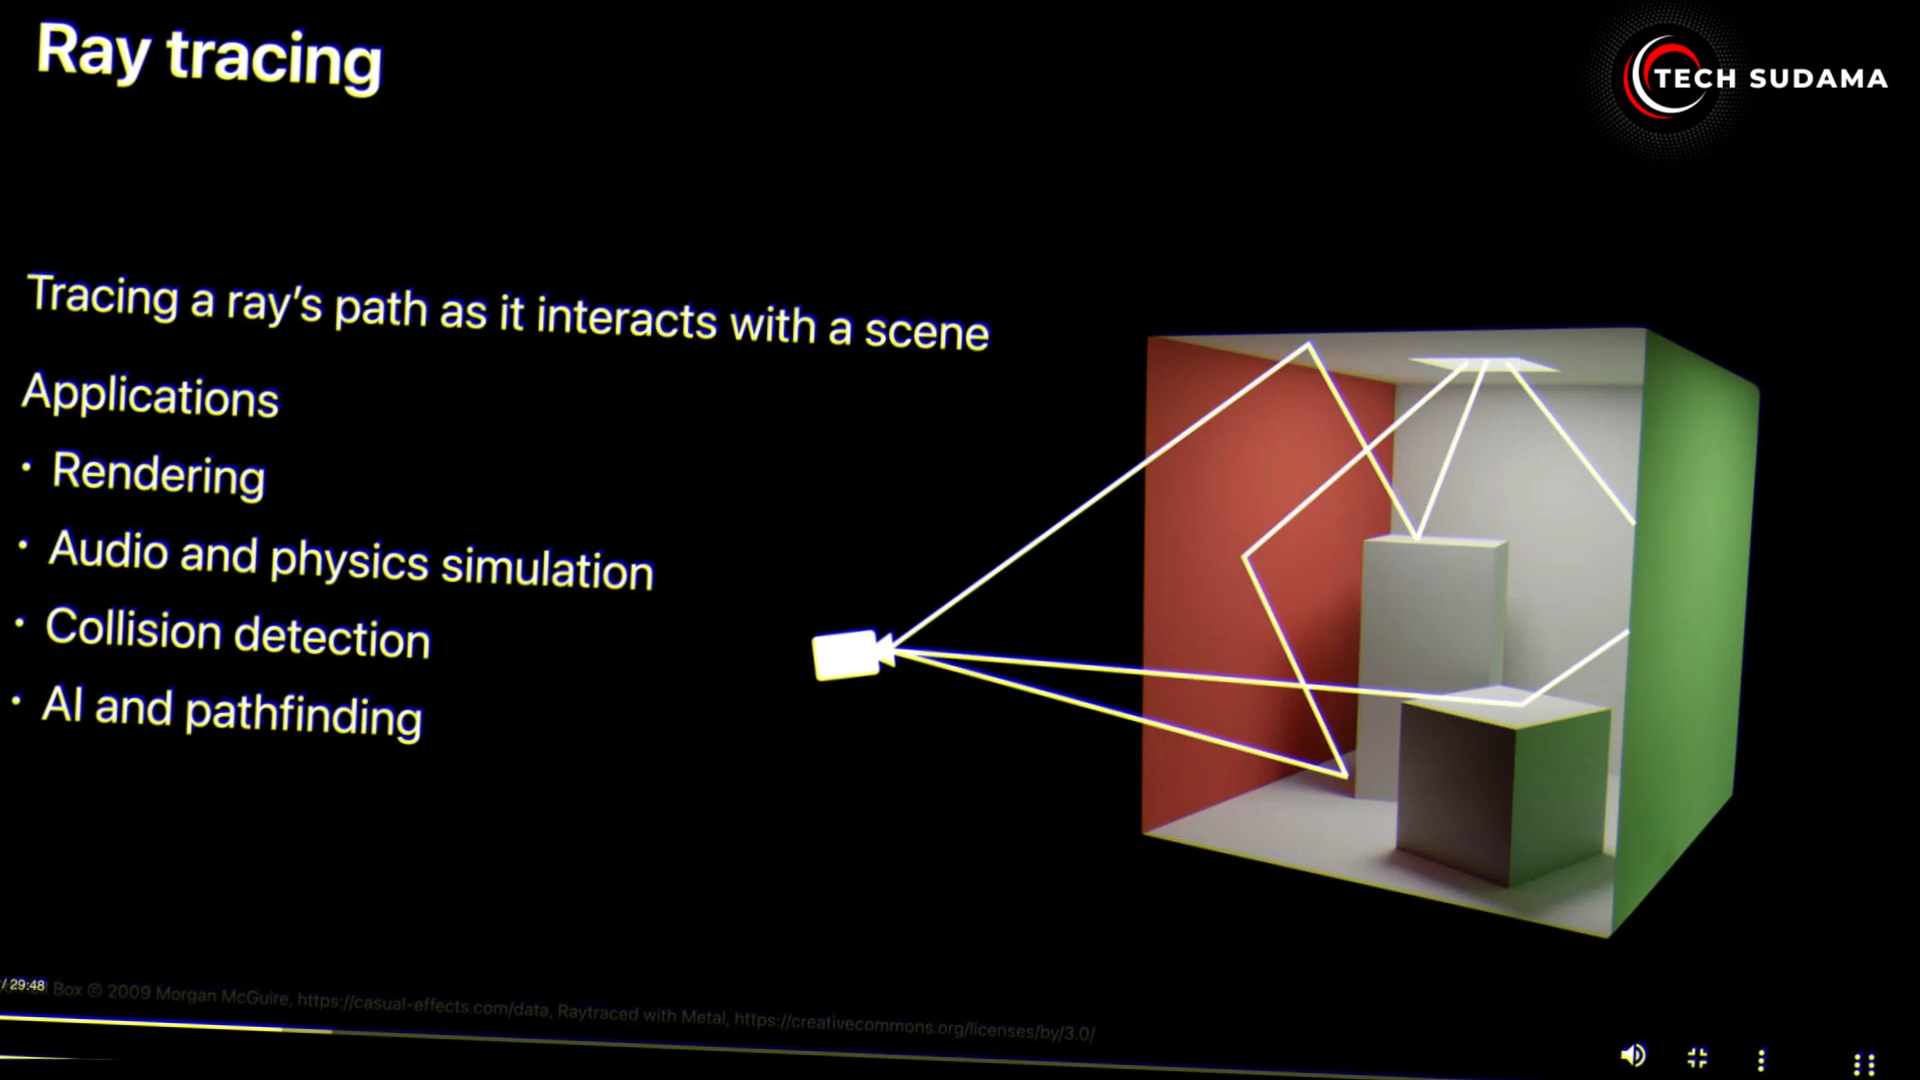 Ray tracing
TECH SUDAMA
Tracing a ray's path as it interacts with a scene
Applications
• Rendering
• Audio and physics simulation
• Collision detection
• AI and pathfinding
/ 29:48
Box © 2009 Morgan McGuire, https://casual-effects.com/data, Raytraced with Metal, https://creativecommons.org/licenses/by/3.0/